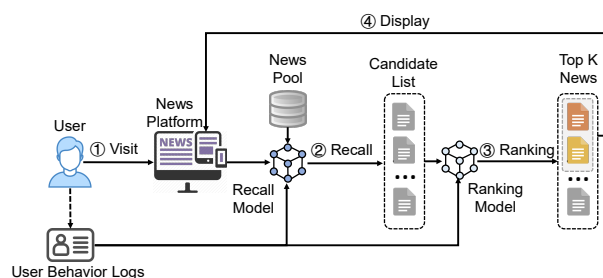 ④ Display
News
Pool
Candidate
List
Top K
News
User
News
Platform
NEWS
① Visit
② Recall
③ Ranking
Recall
Model
Ranking
Model
User Behavior Logs